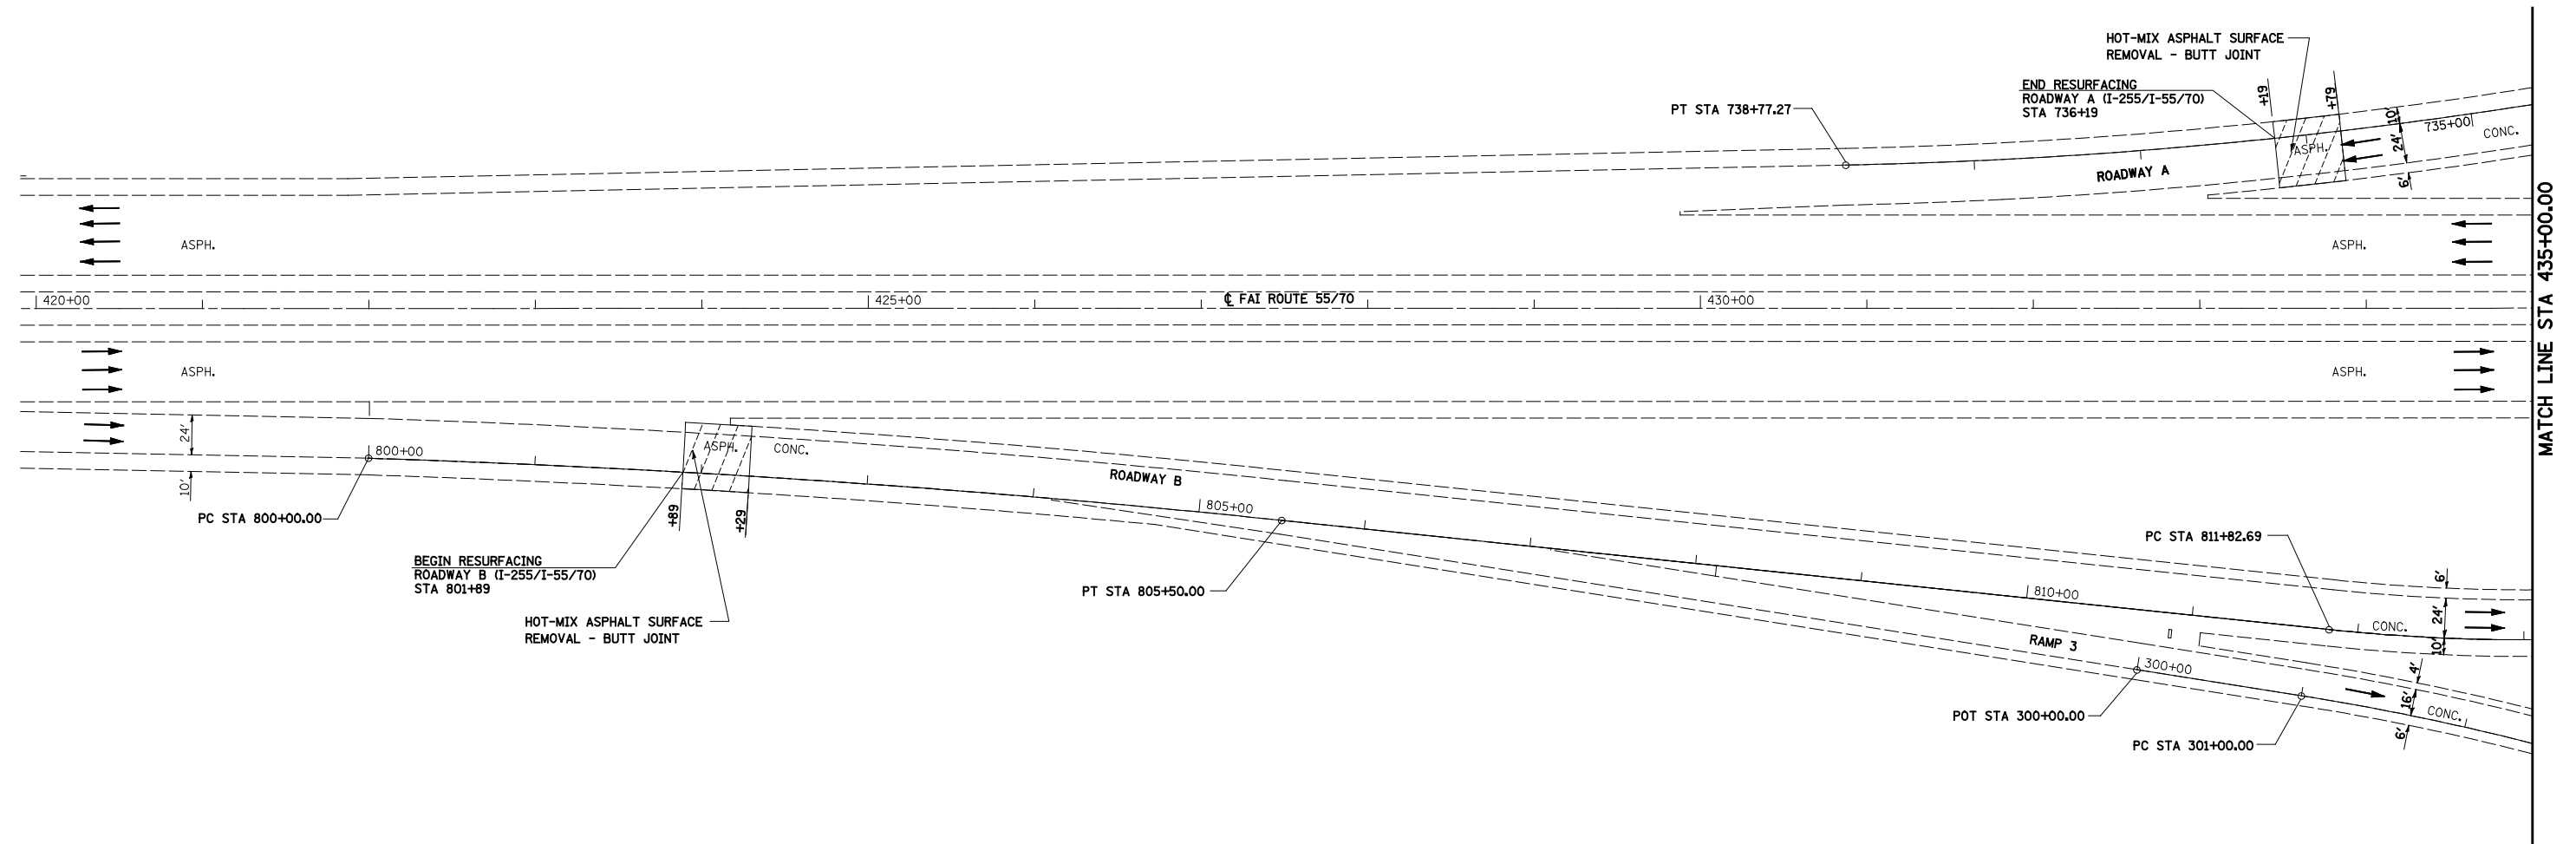 HOT-MIX ASPHALT SURFACE
REMOVAL - BUTT JOINT
END RESURFACING
ROADWAY A (I-255/I-55/70)
STA 736+19
PT STA 738+77.27
+19
+79
10'
24'
6'
735+00
CONC.
ASPH.
ROADWAY A
ASPH.
ASPH.
420+00
425+00
℄ FAI ROUTE 55/70
430+00
MATCH LINE STA 435+00.00
ASPH.
ASPH.
24'
10'
800+00
PC STA 800+00.00
ASPH.
CONC.
+89
+29
BEGIN RESURFACING
ROADWAY B (I-255/I-55/70)
STA 801+89
HOT-MIX ASPHALT SURFACE
REMOVAL - BUTT JOINT
ROADWAY B
805+00
PT STA 805+50.00
PC STA 811+82.69
810+00
6'
24'
10'
CONC.
RAMP 3
300+00
POT STA 300+00.00
PC STA 301+00.00
4'
16'
6'
CONC.